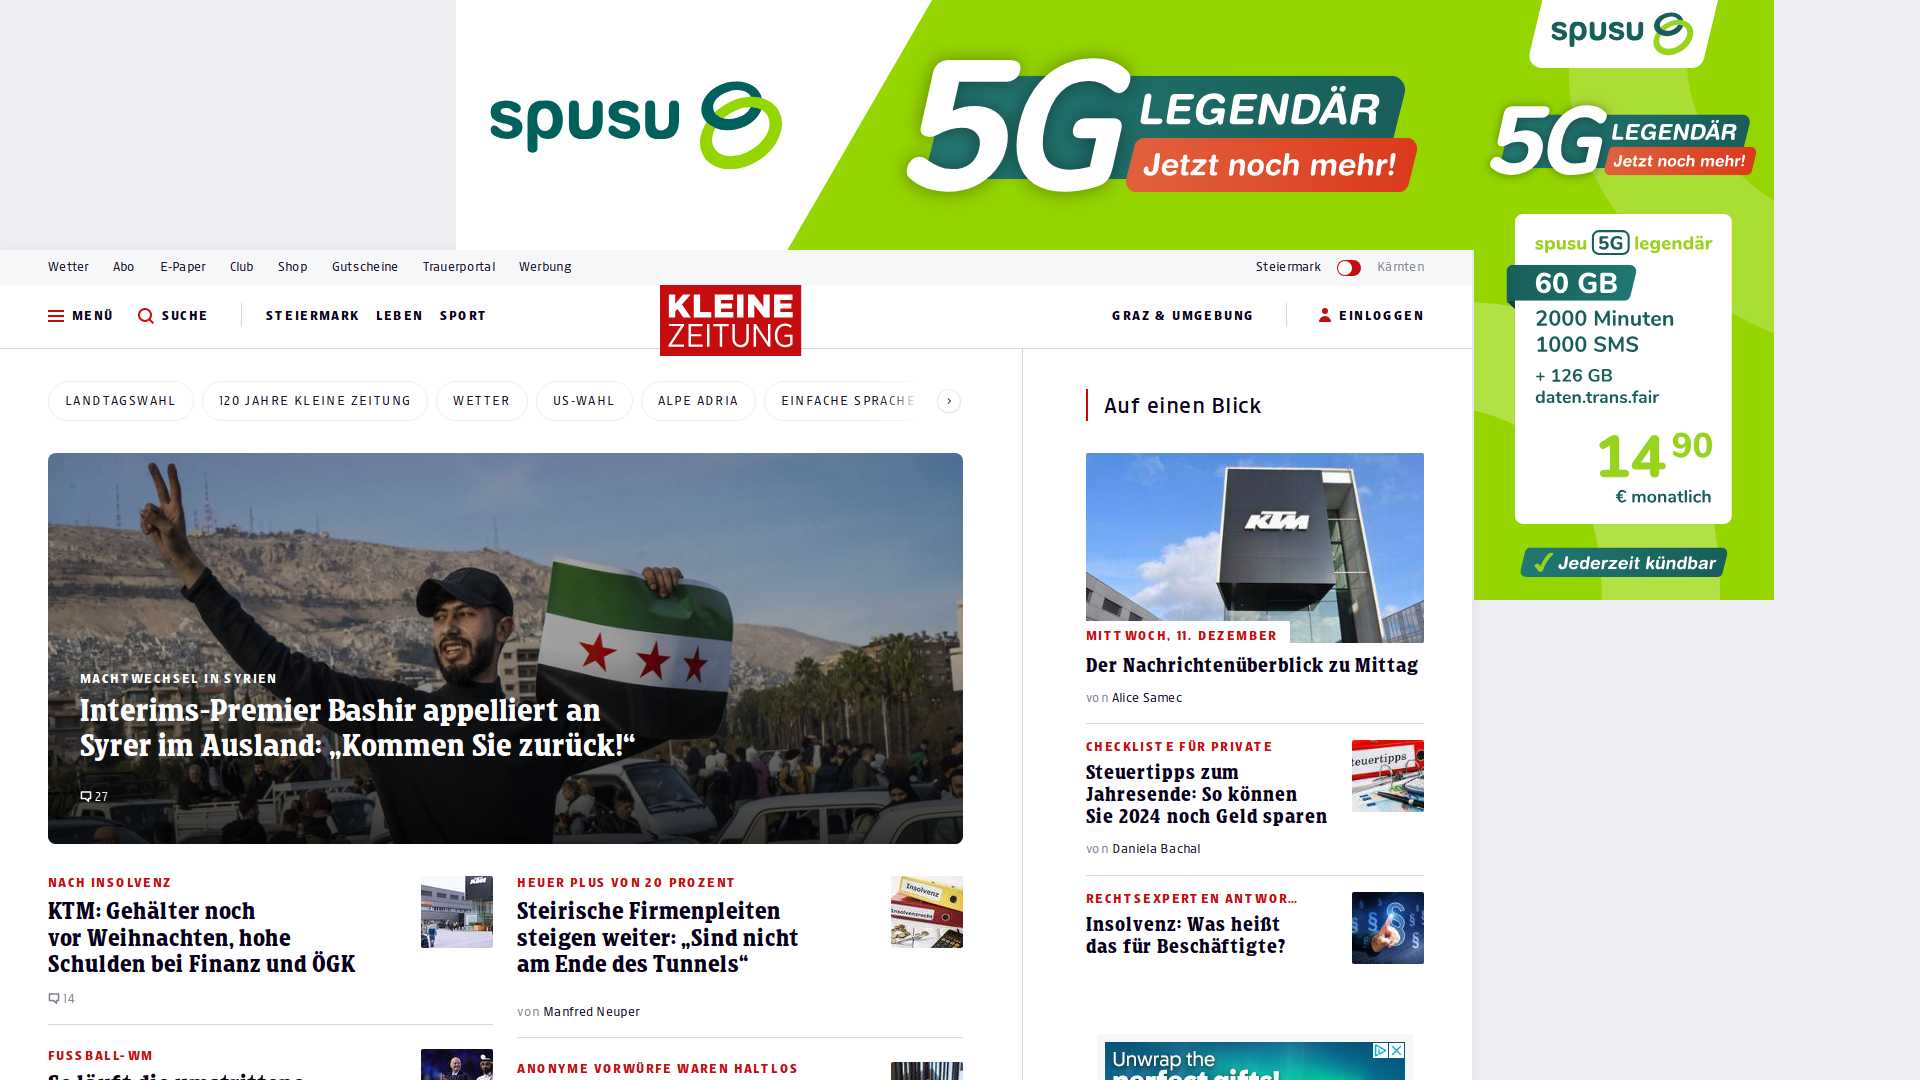 spusu
5G LEGENDÄR
Jetzt noch mehr!
spusu
5G LEGENDÄR
Jetzt noch mehr!
spusu 5G legendär
60 GB
2000 Minuten
1000 SMS
+ 126 GB
daten.trans.fair
14 90
€ monatlich
Jederzeit kündbar
Wetter Abo E-Paper Club Shop Gutscheine Trauerportal Werbung
Steiermark Kärnten
MENÜ SUCHE STEIERMARK LEBEN SPORT
KLEINE
ZEITUNG
GRAZ & UMGEBUNG EINLOGGEN
LANDTAGSWAHL 120 JAHRE KLEINE ZEITUNG WETTER US-WAHL ALPE ADRIA EINFACHE SPRACHE
MACHTWECHSEL IN SYRIEN
Interims-Premier Bashir appelliert an
Syrer im Ausland: „Kommen Sie zurück!“
27
NACH INSOLVENZ
KTM: Gehälter noch
vor Weihnachten, hohe
Schulden bei Finanz und ÖGK
14
KTM
FUSSBALL-WM
HEUER PLUS VON 20 PROZENT
Steirische Firmenpleiten
steigen weiter: „Sind nicht
am Ende des Tunnels“
von Manfred Neuper
Insolvenz
Insolvenzrecht
ANONYME VORWÜRFE WAREN HALTLOS
Auf einen Blick
KTM
MITTWOCH, 11. DEZEMBER
Der Nachrichtenüberblick zu Mittag
von Alice Samec
CHECKLISTE FÜR PRIVATE
Steuertipps zum
Jahresende: So können
Sie 2024 noch Geld sparen
von Daniela Bachal
teuertipps
RECHTSEXPERTEN ANTWOR...
Insolvenz: Was heißt
das für Beschäftigte?
Unwrap the
perfect gifts!